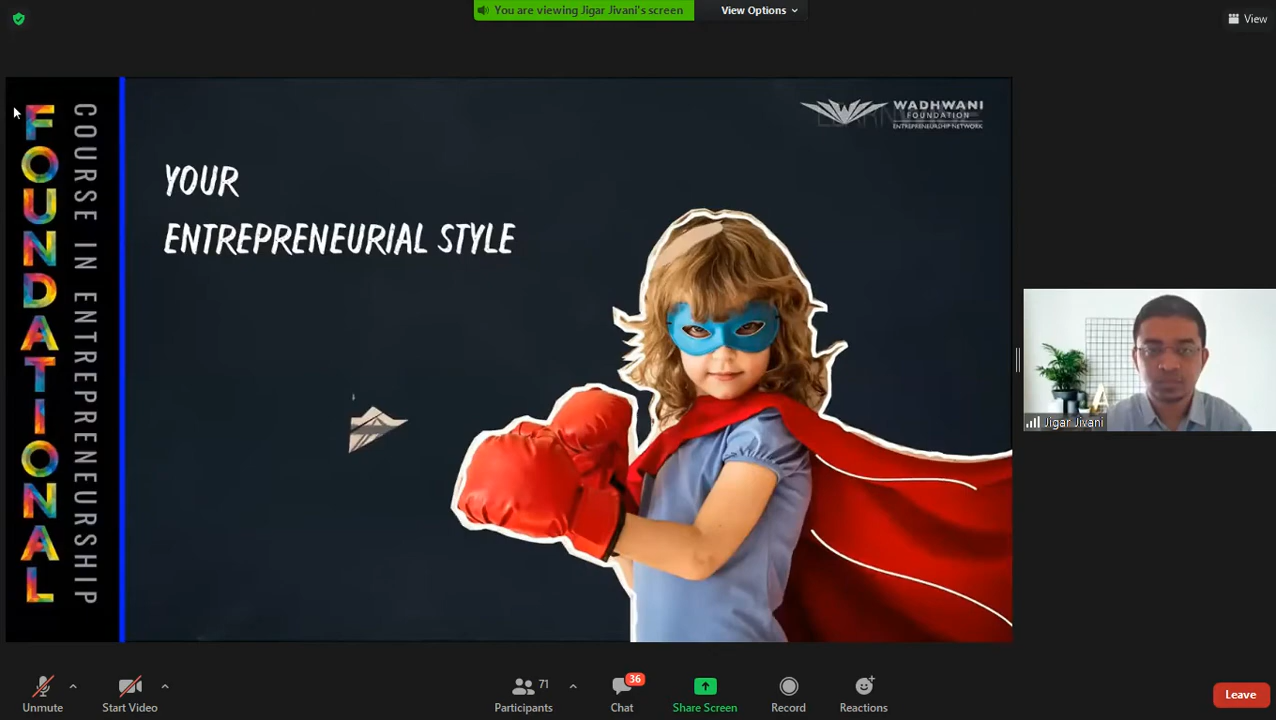 You are viewing Jigar Jivani's screen
View Options
View
FOUNDATIONAL
COURSE IN ENTREPRENEURSHIP
WADHWANI
FOUNDATION
ENTREPRENEURSHIP NETWORK
YOUR
ENTREPRENEURIAL STYLE
Jigar Jivani
Unmute
Start Video
71
Participants
36
Chat
Share Screen
Record
Reactions
Leave